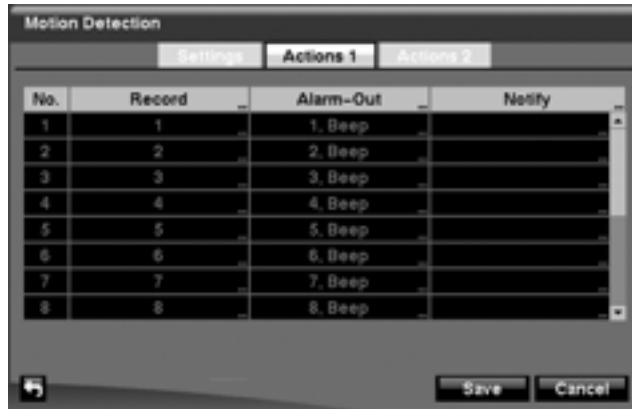 Motion Detection
Settings Actions 1 Actions 2
No. Record Alarm-Out Notify
1 1 1, Beep
2 2 2, Beep
3 3 3, Beep
4 4 4, Beep
5 5 5, Beep
6 6 6, Beep
7 7 7, Beep
8 8 8, Beep
Save Cancel